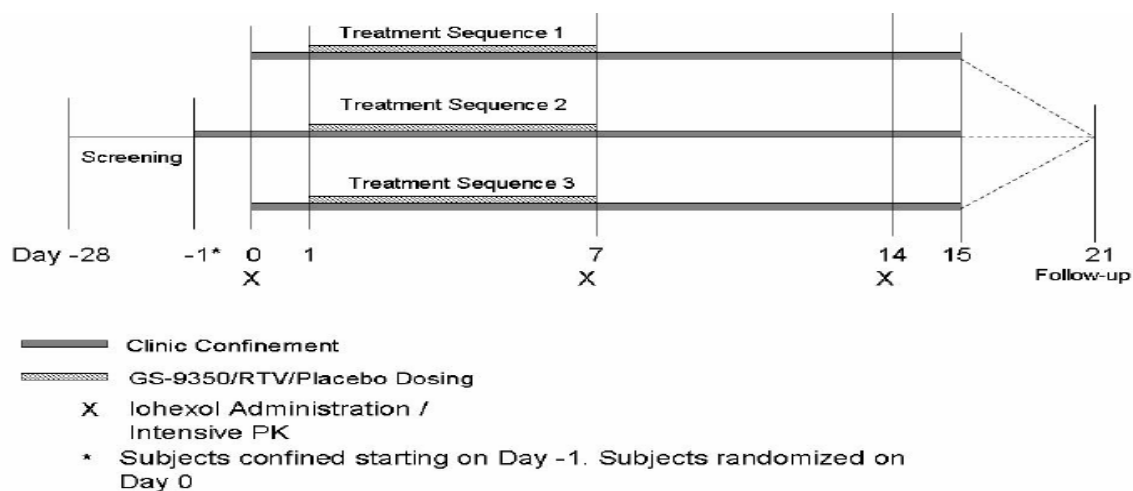 Treatment Sequence 1
Treatment Sequence 2
Screening
Treatment Sequence 3
Day -28 -1* 0 1 7 14 15 21
X X X Follow-up
Clinic Confinement
GS-9350/RTV/Placebo Dosing
X Iohexol Administration /
Intensive PK
* Subjects confined starting on Day -1. Subjects randomized on
Day 0